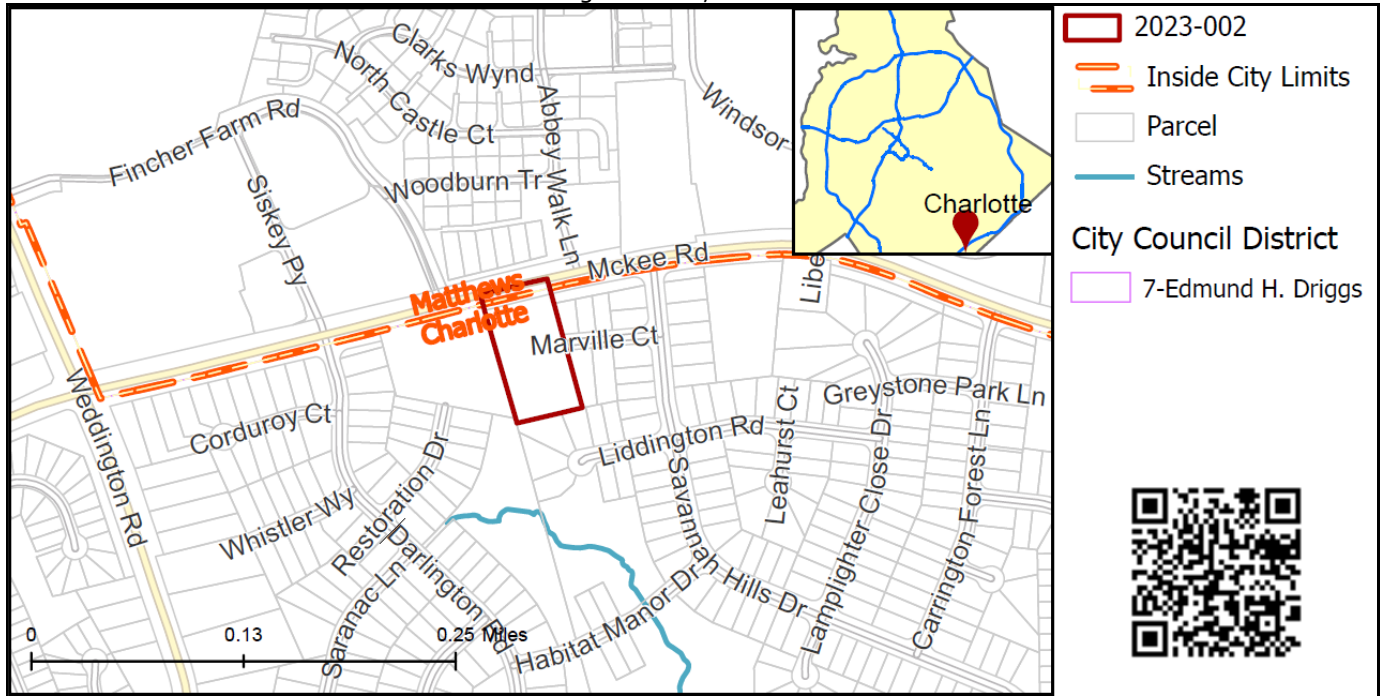 Clarks Wynd
North Castle Ct
Abbey Walk Ln
Windsor
Fincher Farm Rd
Woodburn Tr
Siskey Py
Mckee Rd
Libe
Matthews
Charlotte
Marville Ct
Weddington Rd
Corduroy Ct
Greystone Park Ln
Liddington Rd
Leahurst Ct
Restoration Dr
Whistler Wy
Savannah Hills Dr
Lamplighter Close Dr
Carrington Forest Ln
Darlington Rd
Saranac Ln
Habitat Manor Dr
0
0.13
0.25 Miles
Charlotte
2023-002
Inside City Limits
Parcel
Streams
City Council District
7-Edmund H. Driggs